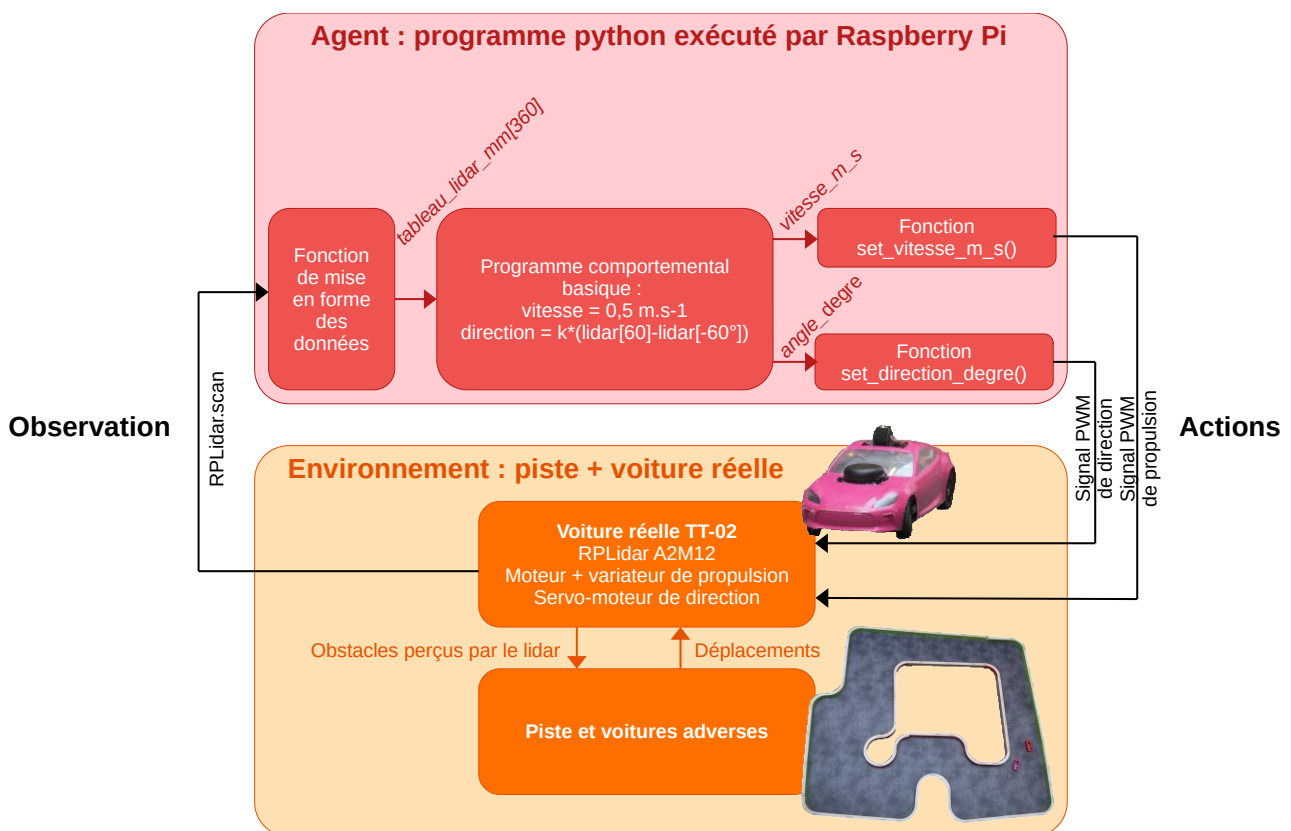 Agent : programme python exécuté par Raspberry Pi
tableau_lidar_mm[360]
vitesse_m_s
Fonction
de mise
en forme
des
données
Programme comportemental
basique :
vitesse = 0,5 m.s-1
direction = k*(lidar[60]-lidar[-60°])
Fonction
set_vitesse_m_s()
angle_degre
Fonction
set_direction_degre()
Observation
RPLidar.scan
Signal PWM
de direction
Signal PWM
de propulsion
Actions
Environnement : piste + voiture réelle
Voiture réelle TT-02
RPLidar A2M12
Moteur + variateur de propulsion
Servo-moteur de direction
Obstacles perçus par le lidar
Déplacements
Piste et voitures adverses